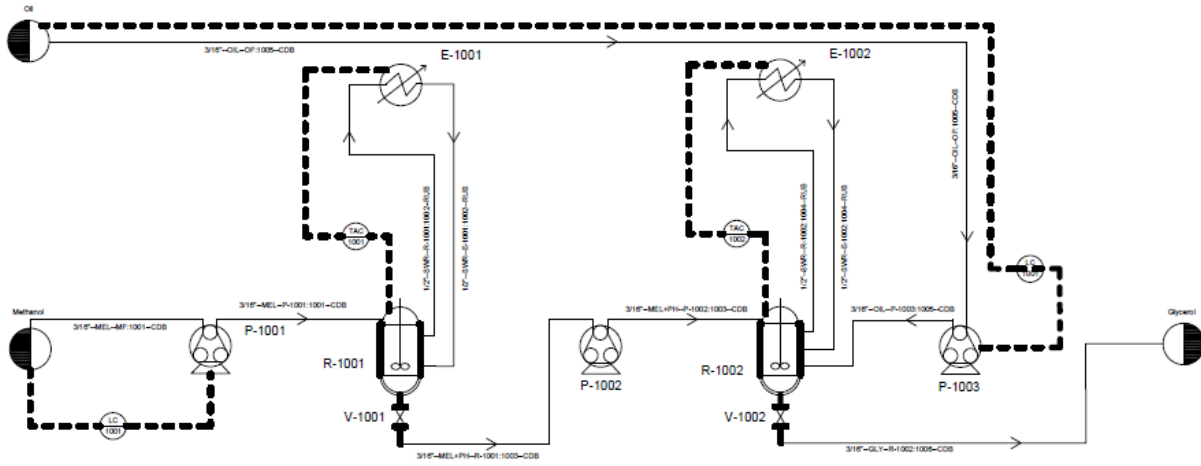 Oil
3/16"-OIL-OF:1005-CDB
E-1001
E-1002
3/16"-OIL-OF:1005-CDB
1/2"-SWR-R-1001:1002-RUB
1/2"-SWR-E-1001:1002-RUB
1/2"-SWR-R-1002:1004-RUB
1/2"-SWR-E-1002:1004-RUB
TAC
1001
TAC
1002
LC
1001
Methanol
3/16"-MEL-MF:1001-CDB
3/16"-MEL-P-1001:1001-CDB
P-1001
R-1001
V-1001
3/16"-MEL+PH-R-1001:1003-CDB
P-1002
3/16"-MEL+PH-P-1002:1003-CDB
R-1002
V-1002
3/16"-OIL-P-1003:1005-CDB
P-1003
Glycerol
LC
1001
3/16"-GLY-R-1002:1006-CDB